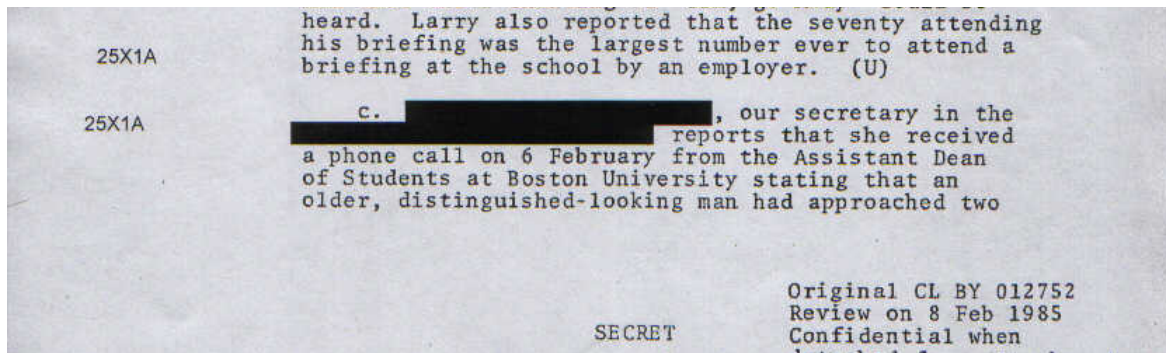 heard. Larry also reported that the seventy attending
25X1A his briefing was the largest number ever to attend a
briefing at the school by an employer. (U)
25X1A c. , our secretary in the
reports that she received
a phone call on 6 February from the Assistant Dean
of Students at Boston University stating that an
older, distinguished-looking man had approached two
Original CL BY 012752
Review on 8 Feb 1985
SECRET Confidential when